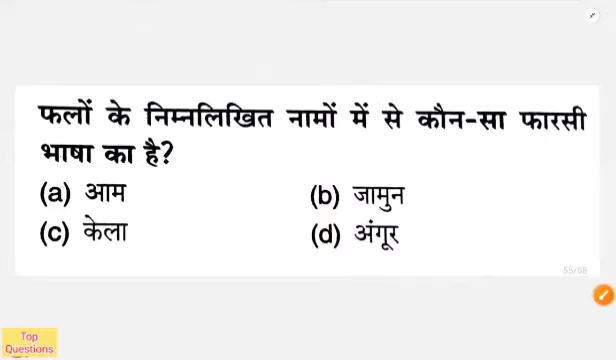 फलों के निम्नलिखित नामों में से कौन-सा फारसी
भाषा का है?
(a) आम (b) जामुन
(c) केला (d) अंगूर
55/58
Top
Questions